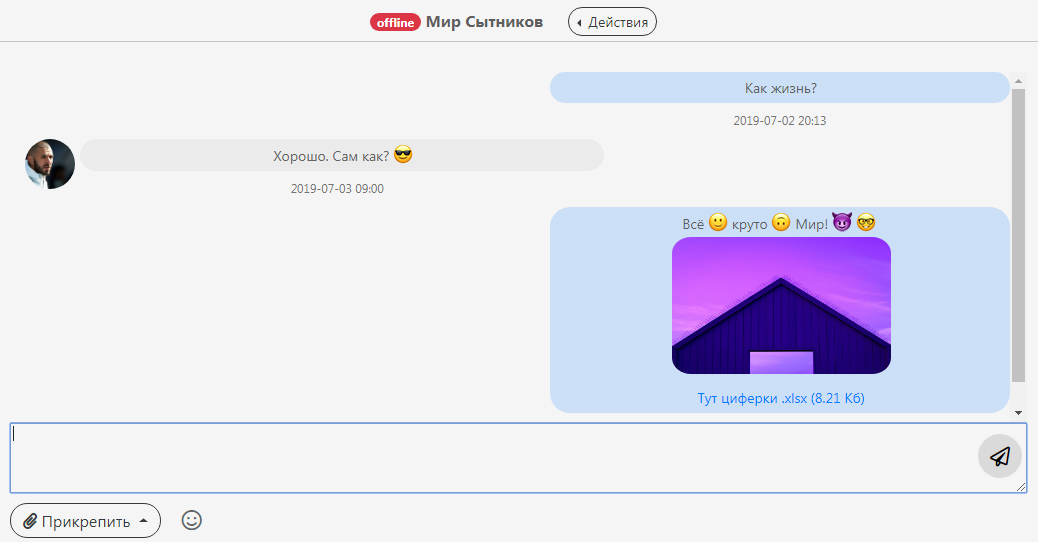 offline Мир Сытников Действия
Как жизнь?
2019-07-02 20:13
Хорошо. Сам как? 😎
2019-07-03 09:00
Всё 🙂 круто 🙃 Мир! 😈 🤓
Тут циферки .xlsx (8.21 Кб)
Прикрепить